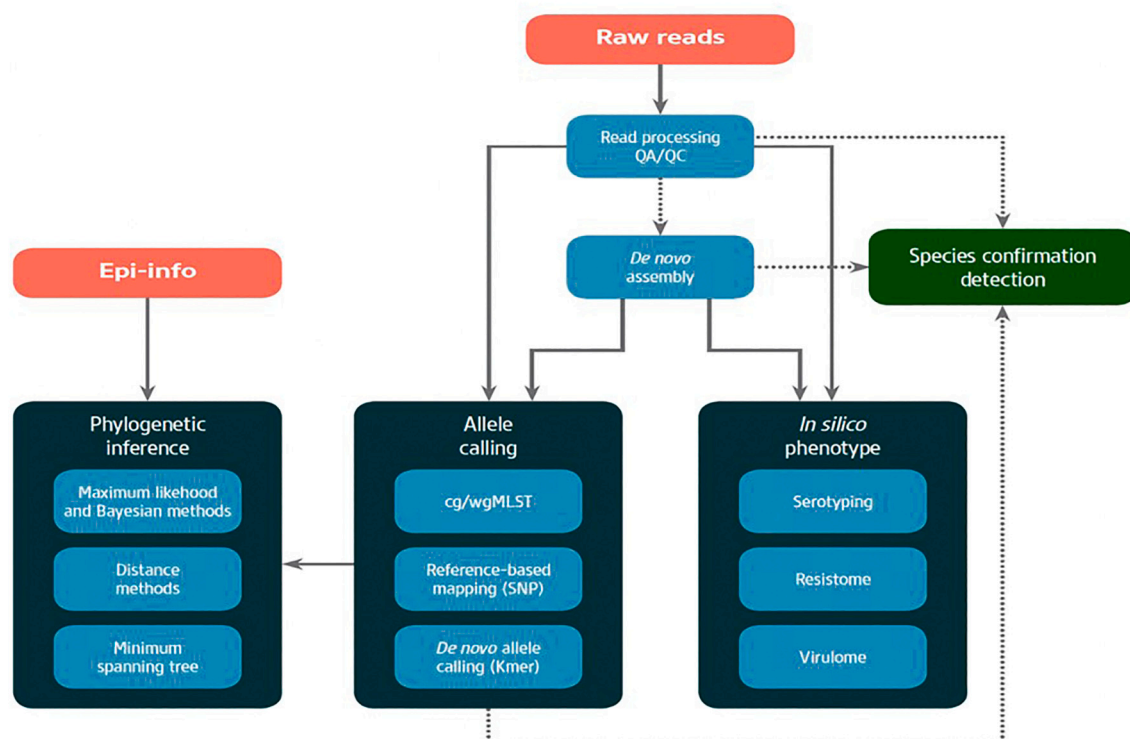 Raw reads
Read processing
QA/QC
De novo
assembly
Species confirmation
detection
Epi-info
Phylogenetic
inference
Maximum likehood
and Bayesian methods
Distance
methods
Minimum
spanning tree
Allele
calling
cg/wgMLST
Reference-based
mapping (SNP)
De novo allele
calling (Kmer)
In silico
phenotype
Serotyping
Resistome
Virulome